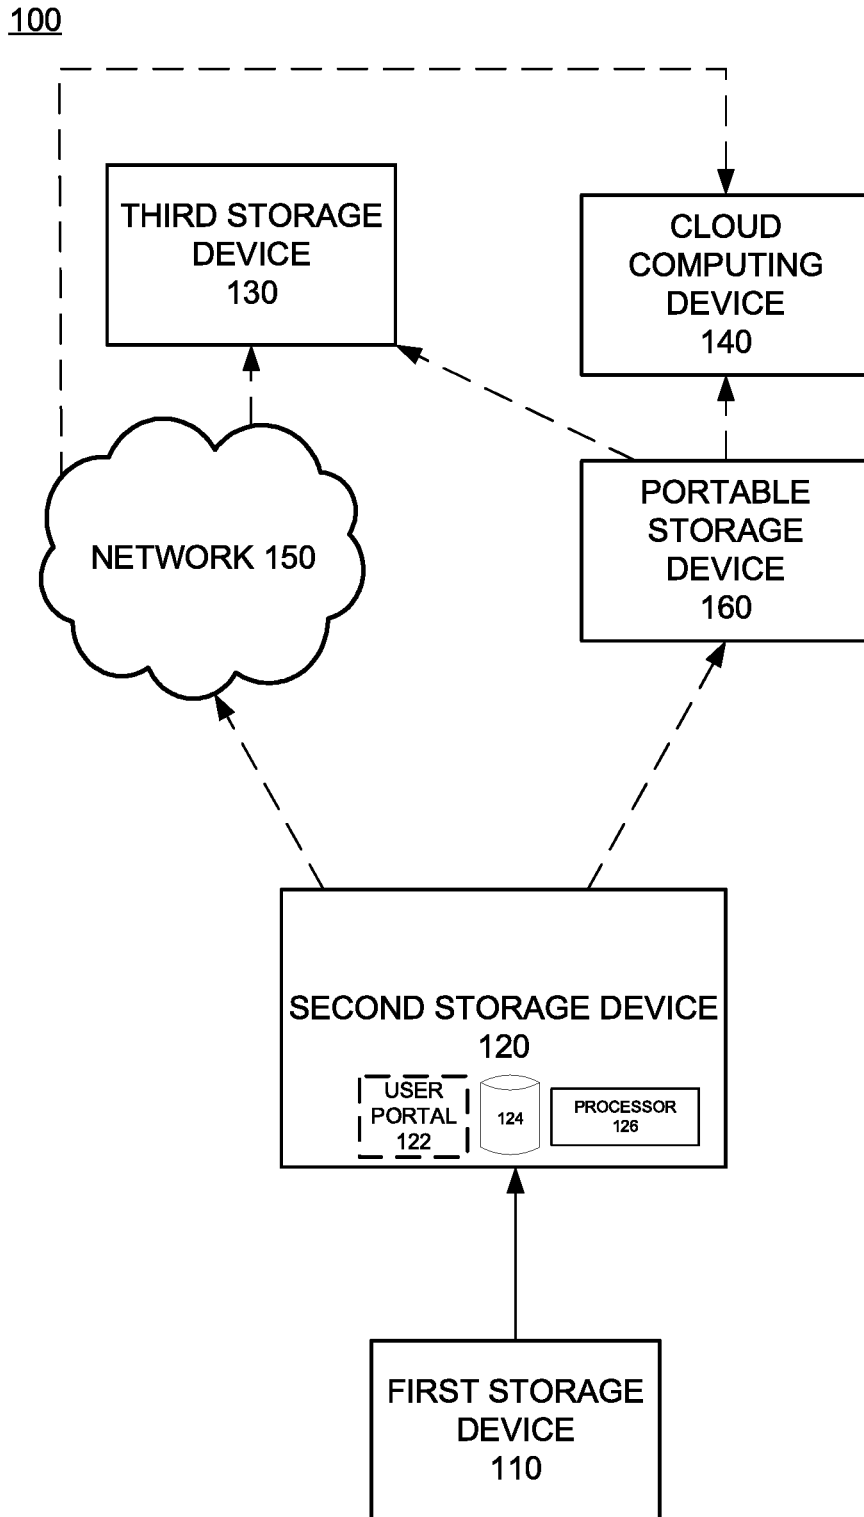 100
THIRD STORAGE
DEVICE
130
CLOUD
COMPUTING
DEVICE
140
NETWORK 150
PORTABLE
STORAGE
DEVICE
160
SECOND STORAGE DEVICE
120
USER
PORTAL
122
124
PROCESSOR
126
FIRST STORAGE
DEVICE
110